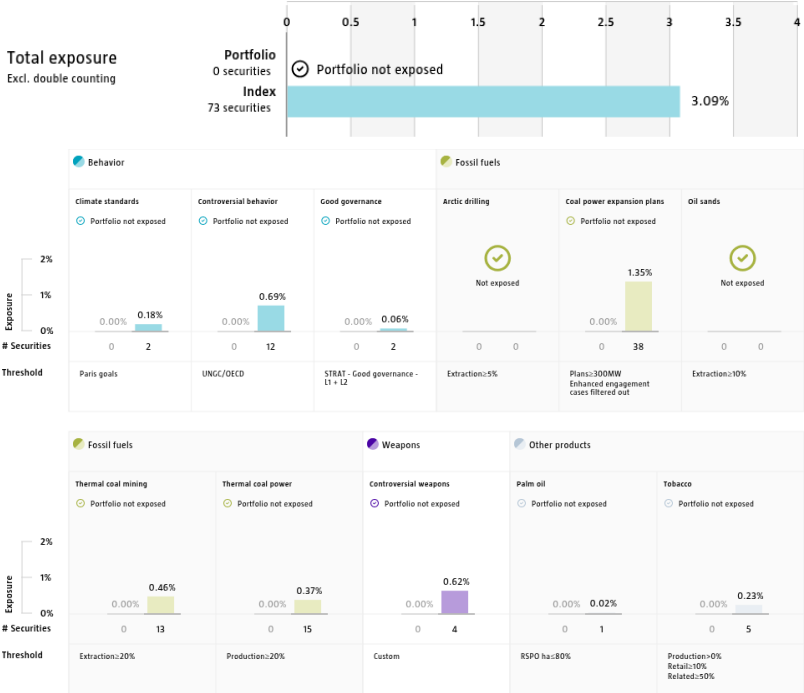 0 0.5 1 1.5 2 2.5 3 3.5 4
Total exposure
Excl. double counting
Portfolio
0 securities
Portfolio not exposed
Index
73 securities
3.09%
Behavior
Fossil fuels
Climate standards
Controversial behavior
Good governance
Arctic drilling
Coal power expansion plans
Oil sands
Portfolio not exposed
Portfolio not exposed
Portfolio not exposed
Portfolio not exposed
Not exposed
Not exposed
Exposure
2%
1%
0%
0.00% 0.18%
0.00% 0.69%
0.00% 0.06%
0.00% 1.35%
# Securities
0 2
0 12
0 2
0 0
0 38
0 0
Threshold
Paris goals
UNGC/OECD
STRAT - Good governance -
L1 + L2
Extraction≥5%
Plans≥300MW
Enhanced engagement
cases filtered out
Extraction≥10%
Fossil fuels
Weapons
Other products
Thermal coal mining
Thermal coal power
Controversial weapons
Palm oil
Tobacco
Portfolio not exposed
Portfolio not exposed
Portfolio not exposed
Portfolio not exposed
Portfolio not exposed
Exposure
2%
1%
0%
0.00% 0.46%
0.00% 0.37%
0.00% 0.62%
0.00% 0.02%
0.00% 0.23%
# Securities
0 13
0 15
0 4
0 1
0 5
Threshold
Extraction≥20%
Production≥20%
Custom
RSPO ha≤80%
Production>0%
Retail≥10%
Related≥50%